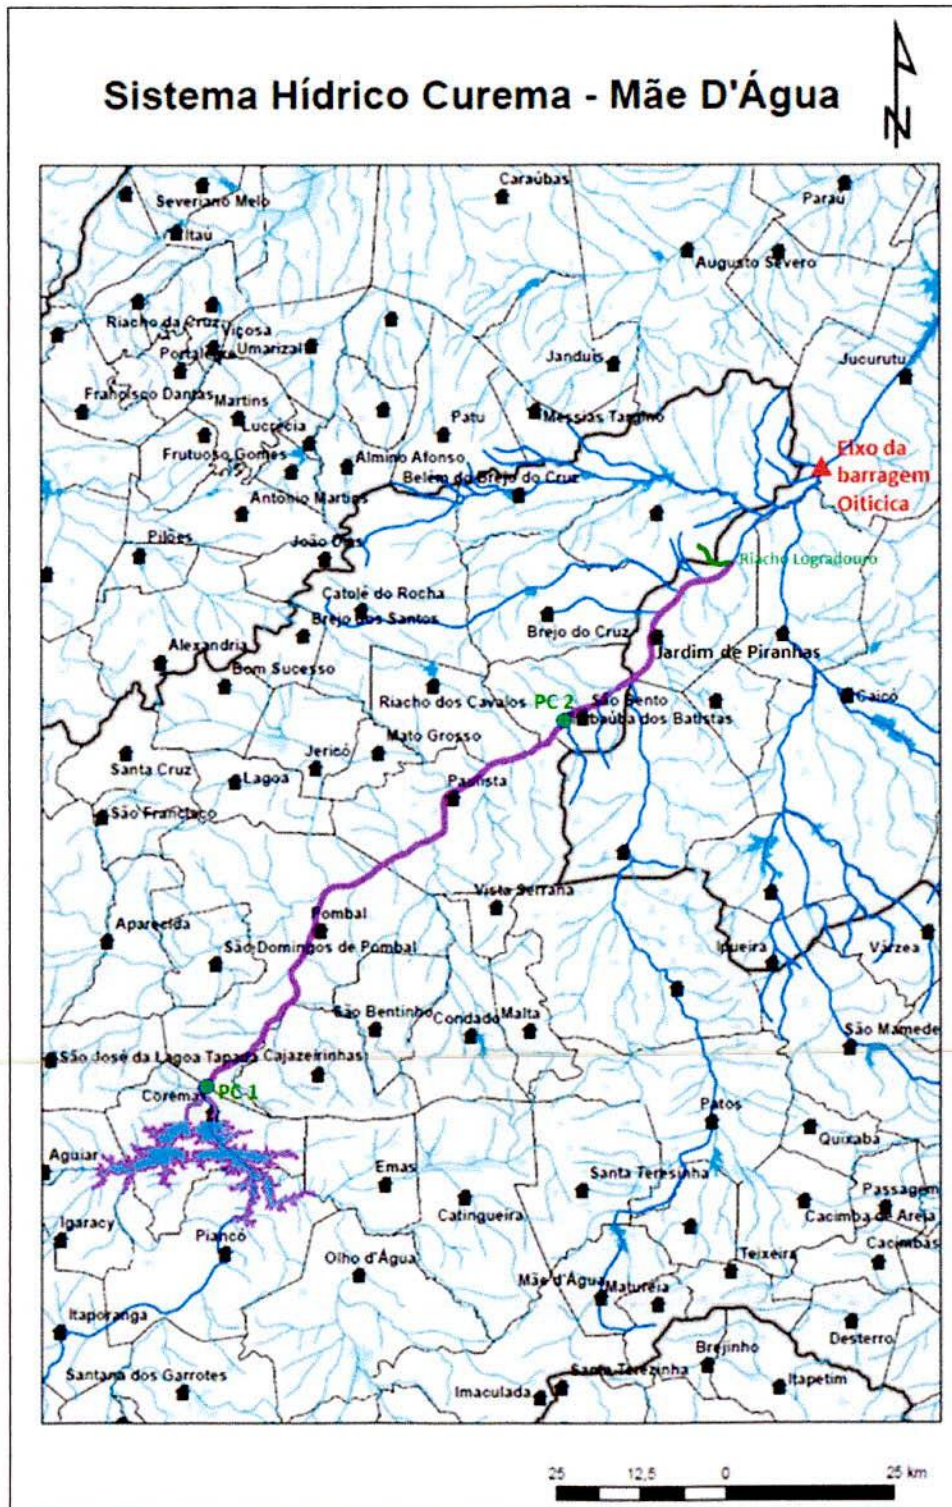 Sistema Hídrico Curema - Mãe D'Água
N
Caraúbas
Severiano Melo
Paraú
Itaú
Augusto Severo
Riacho da Cruz
Viçosa
Portalegre
Umarizal
Janduís
Jucurutu
Francisco Dantas
Martins
Messias Targino
Patu
Lucrécia
Eixo da
barragem
Oiticica
Frutuoso Gomes
Almino Afonso
Belém do Brejo do Cruz
Antônio Martins
João Dias
Pilões
Riacho Logradouro
Catolé do Rocha
Brejo dos Santos
Brejo do Cruz
Alexandria
Jardim de Piranhas
Bom Sucesso
Riacho dos Cavalos
PC 2
São Bento
Caicó
Ipaúba dos Batistas
Mato Grosso
Jericó
Santa Cruz
Lagoa
Paulista
São Francisco
Vista Serrana
Pombal
Aparecida
São Domingos de Pombal
Ipueira
Várzea
São Bentinho
Condado
Malta
São Mamede
São José da Lagoa Tapada
Cajazeirinhas
Coremas
PC 1
Patos
Quixaba
Aguiar
Emas
Santa Teresinha
Passagem
Catingueira
Cacimba de Areia
Igaracy
Piancó
Cacimbas
Olho d'Água
Teixeira
Mãe d'Água
Maturéia
Itaporanga
Desterro
Brejinho
Santana dos Garrotes
Santa Terezinha
Imaculada
Itapetim
25 12,5 0 25 km